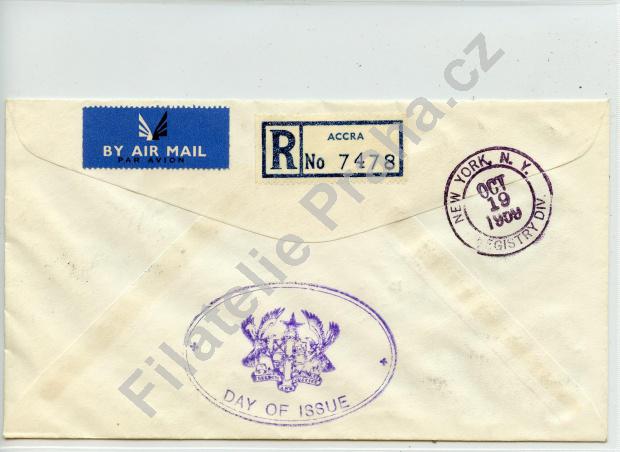 BY AIR MAIL
PAR AVION
R
ACCRA
No 7478
NEW YORK, N. Y.
OCT
19
REGISTRY DIV.
DAY OF ISSUE
Filatelie Praha.cz